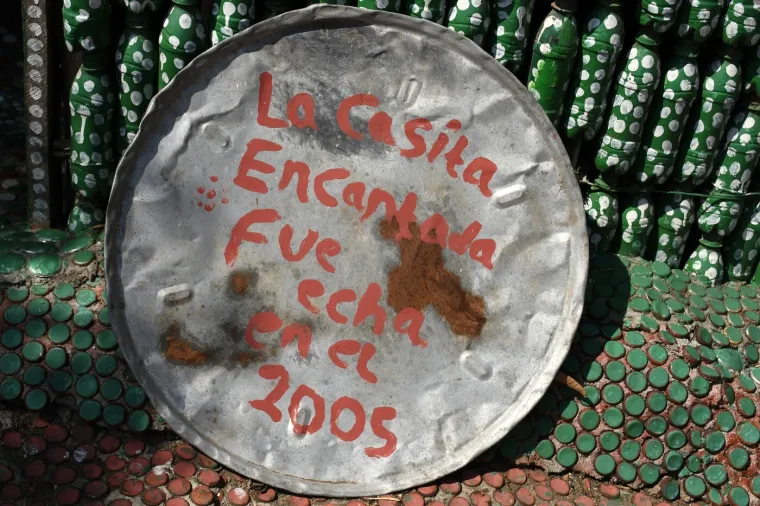 La Casita
Encantada
Fue
echa
en el
2005